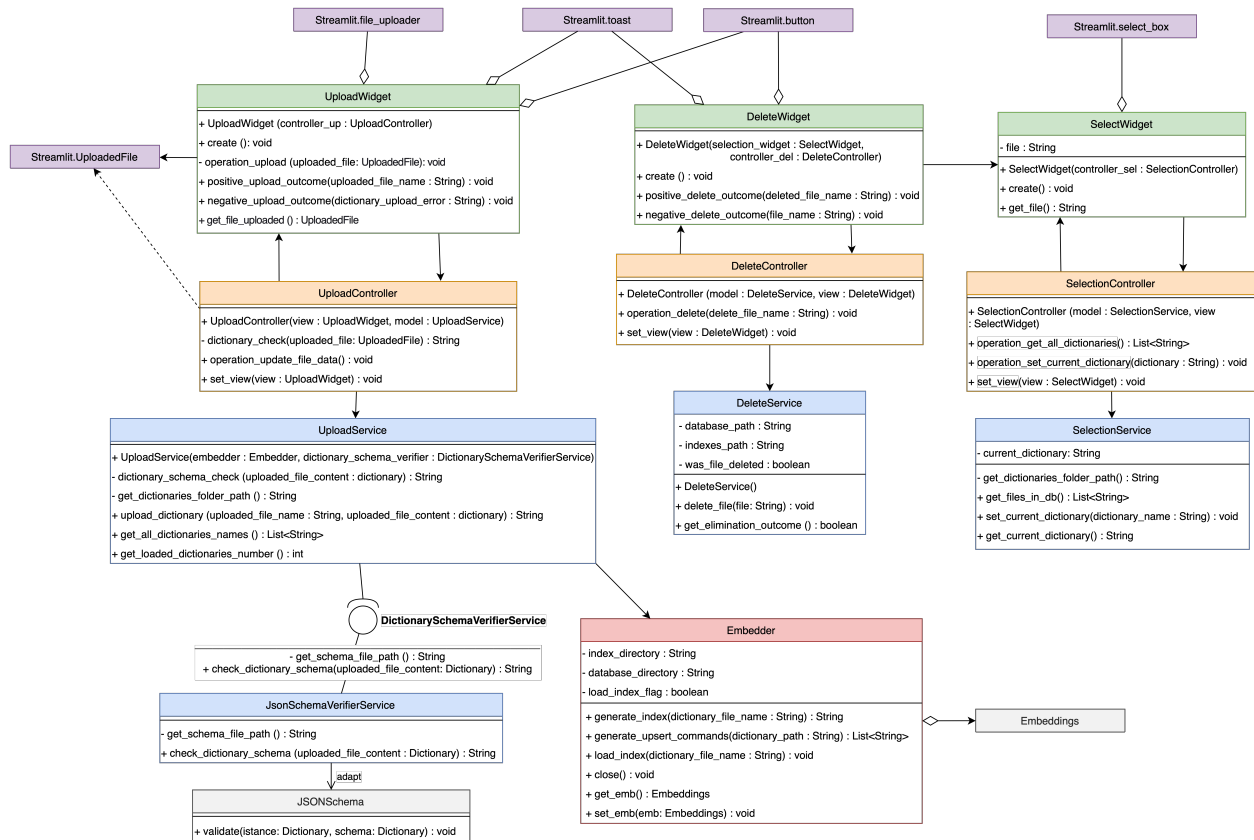 Streamlit.file_uploader
Streamlit.toast
Streamlit.button
Streamlit.select_box
UploadWidget
+ UploadWidget (controller_up : UploadController)
+ create (): void
- operation_upload (uploaded_file: UploadedFile): void
+ positive_upload_outcome(uploaded_file_name : String) : void
+ negative_upload_outcome(dictionary_upload_error : String) : void
+ get_file_uploaded () : UploadedFile
Streamlit.UploadedFile
DeleteWidget
+ DeleteWidget(selection_widget : SelectWidget,
controller_del : DeleteController)
+ create () : void
+ positive_delete_outcome(deleted_file_name : String) : void
+ negative_delete_outcome(file_name : String) : void
SelectWidget
- file : String
+ SelectWidget(controller_sel : SelectionController)
+ create() : void
+ get_file() : String
UploadController
+ UploadController(view : UploadWidget, model : UploadService)
- dictionary_check(uploaded_file: UploadedFile) : String
+ operation_update_file_data() : void
+ set_view(view : UploadWidget) : void
DeleteController
+ DeleteController (model : DeleteService, view : DeleteWidget)
+ operation_delete(delete_file_name : String) : void
+ set_view(view : DeleteWidget) : void
SelectionController
+ SelectionController (model : SelectionService, view
: SelectWidget)
+ operation_get_all_dictionaries() : List<String>
+ operation_set_current_dictionary(dictionary : String) : void
+ set_view(view : SelectWidget) : void
UploadService
+ UploadService(embedder : Embedder, dictionary_schema_verifier : DictionarySchemaVerifierService)
- dictionary_schema_check (uploaded_file_content : dictionary) : String
- get_dictionaries_folder_path () : String
+ upload_dictionary (uploaded_file_name : String, uploaded_file_content : dictionary) : String
+ get_all_dictionaries_names () : List<String>
+ get_loaded_dictionaries_number () : int
DeleteService
- database_path : String
- indexes_path : String
- was_file_deleted : boolean
+ DeleteService()
+ delete_file(file: String) : void
+ get_elimination_outcome () : boolean
SelectionService
- current_dictionary: String
- get_dictionaries_folder_path() : String
+ get_files_in_db() : List<String>
+ set_current_dictionary(dictionary_name : String) : void
+ get_current_dictionary() : String
DictionarySchemaVerifierService
- get_schema_file_path () : String
+ check_dictionary_schema(uploaded_file_content: Dictionary) : String
JsonSchemaVerifierService
- get_schema_file_path () : String
+ check_dictionary_schema (uploaded_file_content : Dictionary) : String
adapt
JSONSchema
+ validate(istance: Dictionary, schema: Dictionary) : void
Embedder
- index_directory : String
- database_directory : String
- load_index_flag : boolean
+ generate_index(dictionary_file_name : String) : String
+ generate_upsert_commands(dictionary_path : String) : List<String>
+ load_index(dictionary_file_name : String) : void
+ close() : void
+ get_emb() : Embeddings
+ set_emb(emb: Embeddings) : void
Embeddings